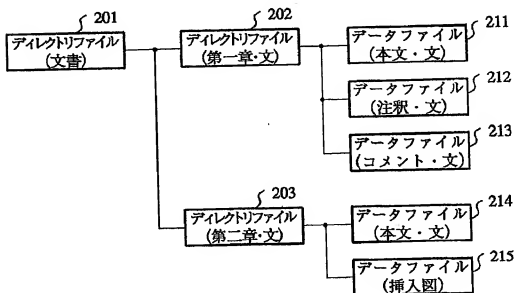 201
ディレクトリファイル
(文書)
202
ディレクトリファイル
(第一章·文)
211
データファイル
(本文・文)
212
データファイル
(注釈・文)
213
データファイル
(コメント・文)
203
ディレクトリファイル
(第二章·文)
214
データファイル
(本文・文)
215
データファイル
(挿入図)